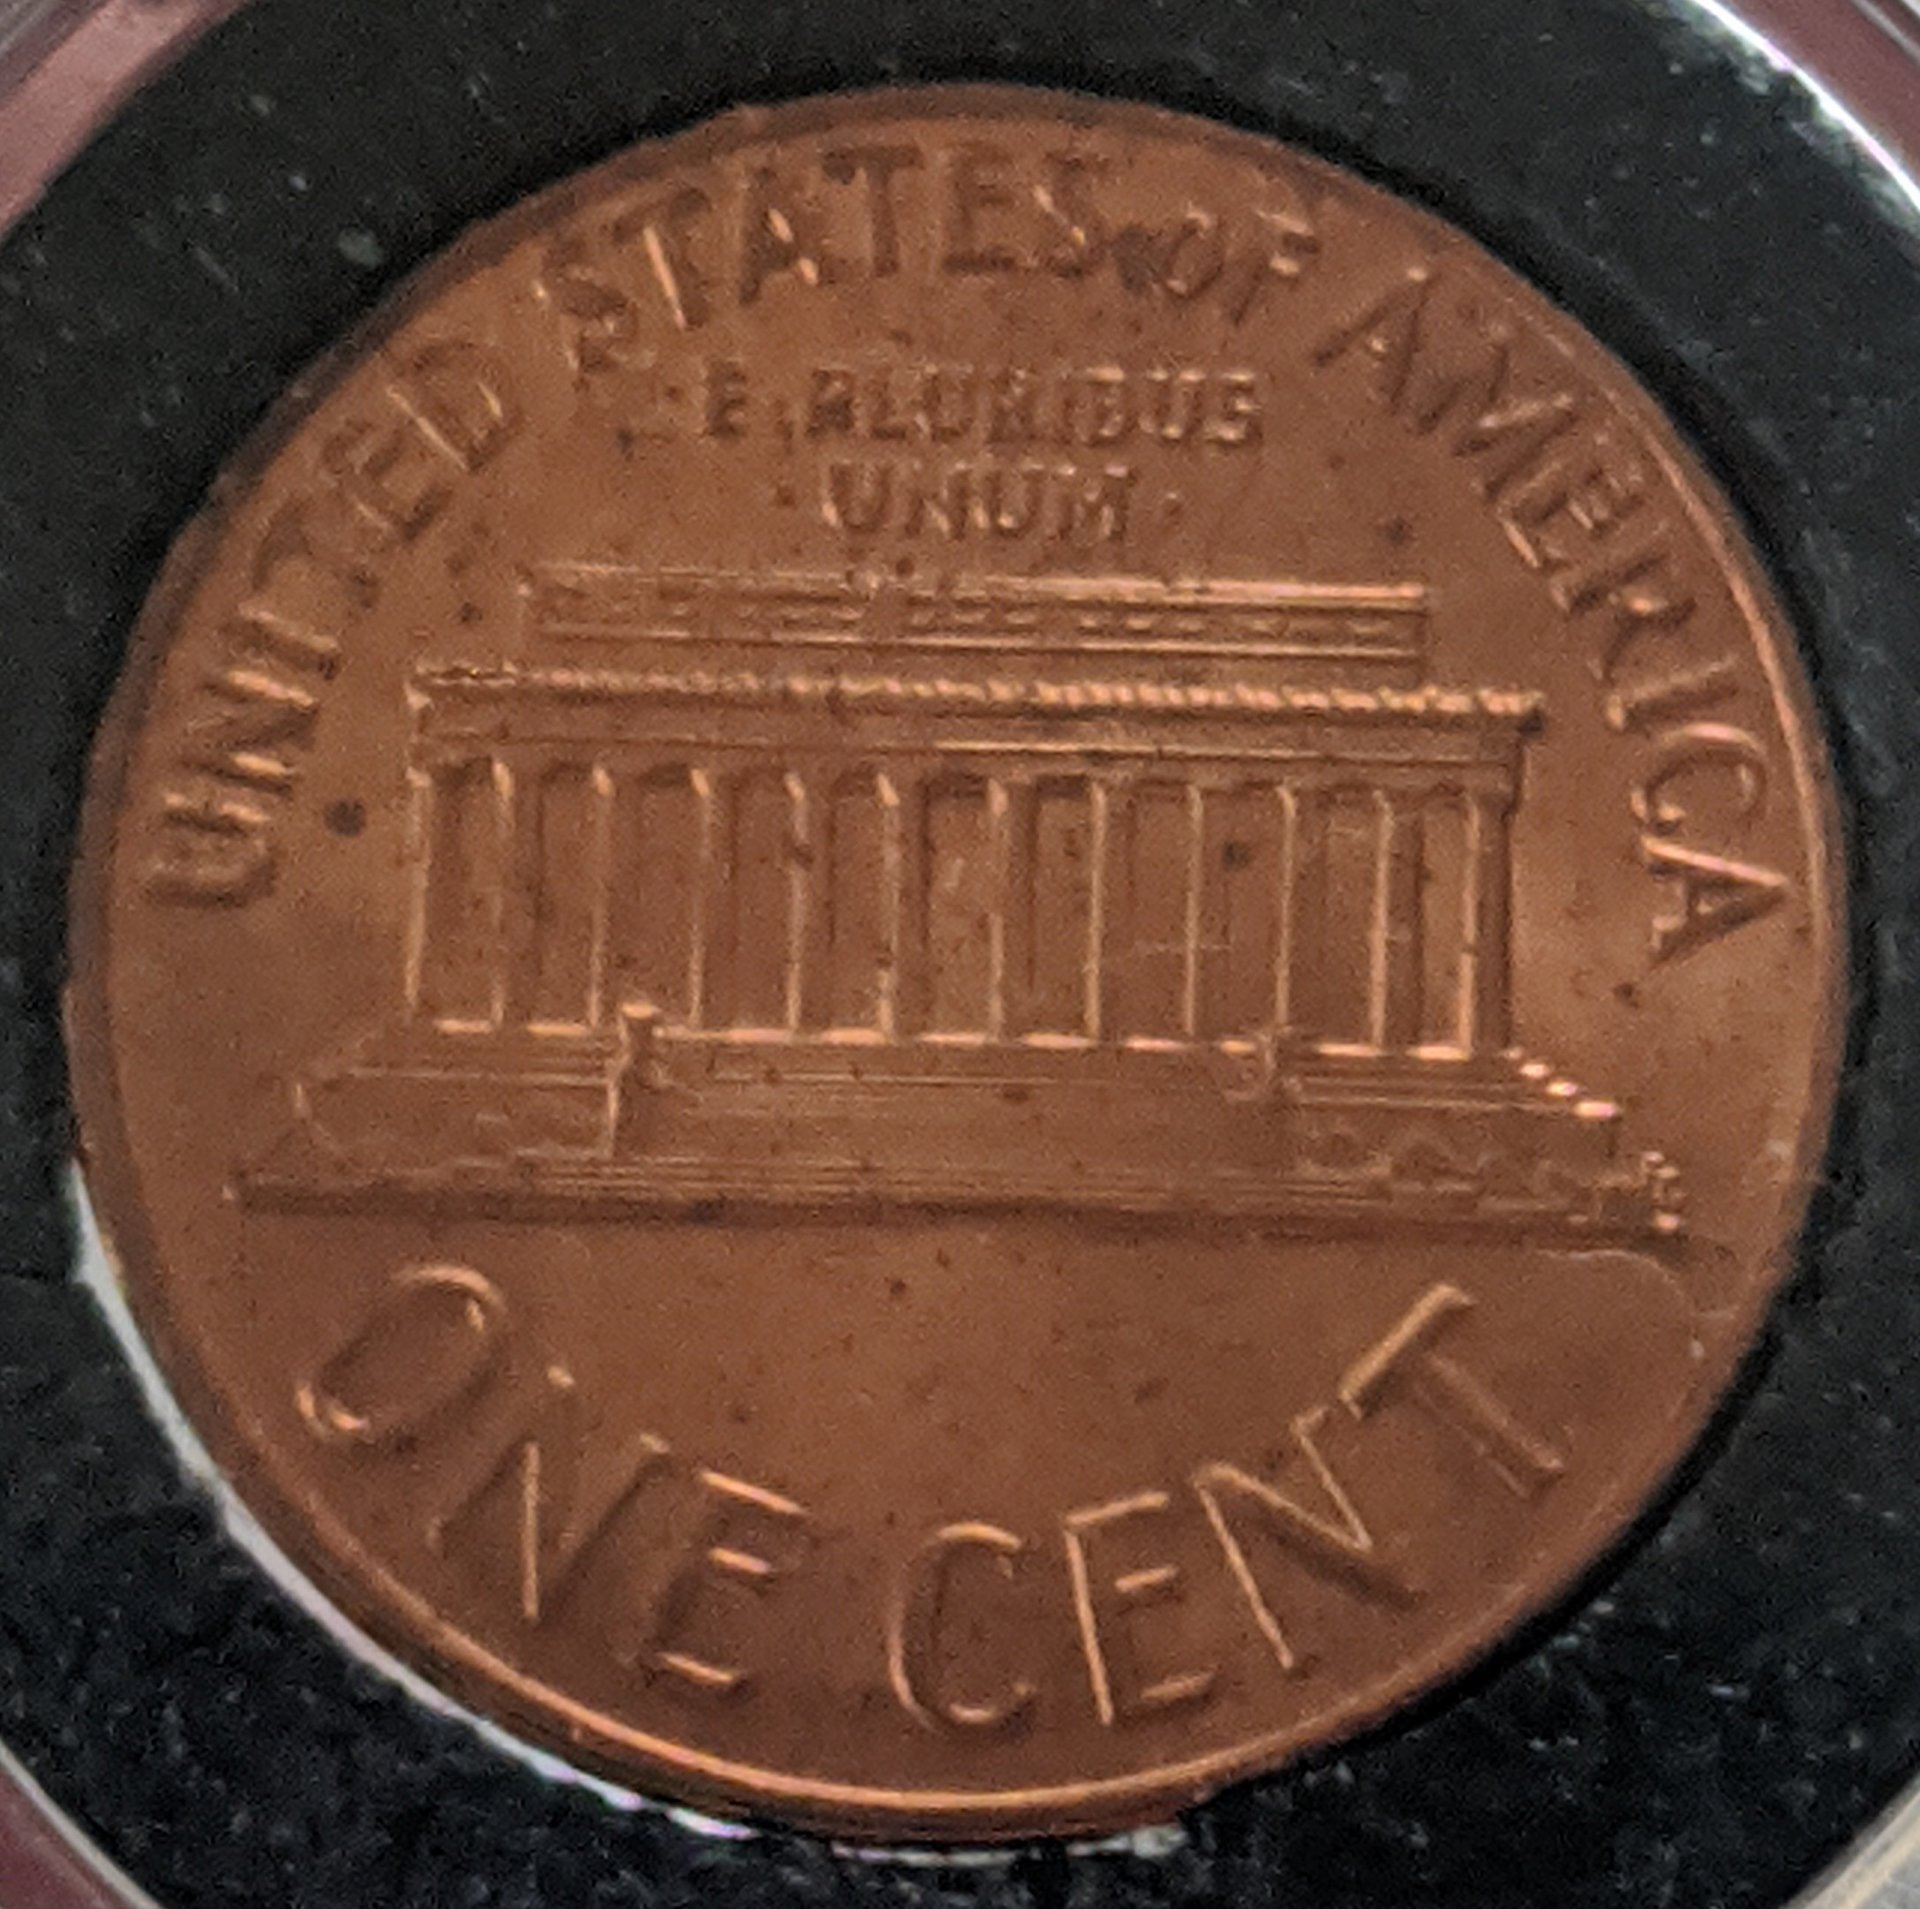 UNITED STATES OF AMERICA
E PLURIBUS
UNUM
ONE CENT